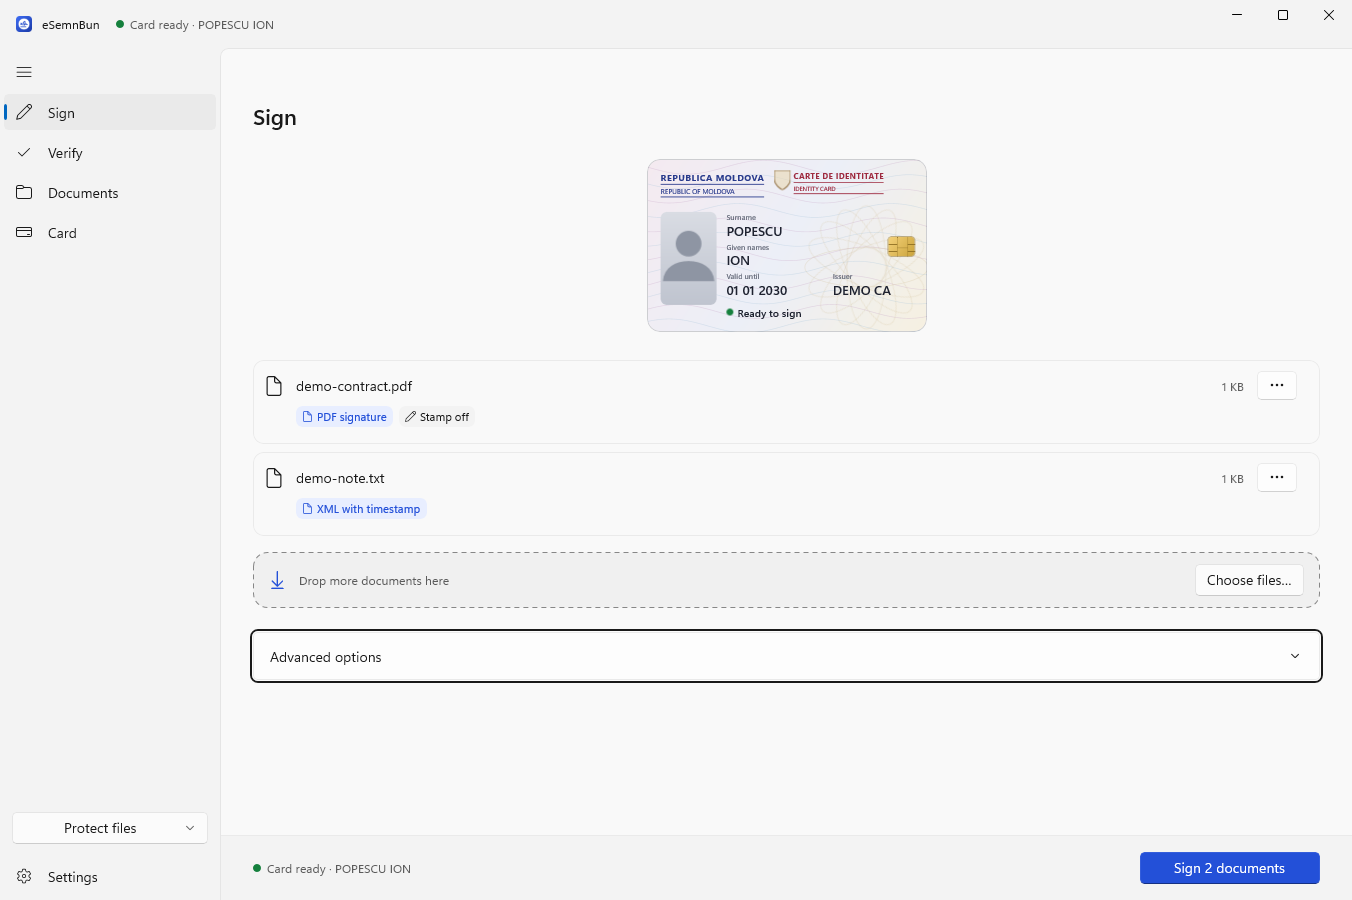 eSemnBun
Card ready · POPESCU ION
Sign
Verify
Documents
Card
Protect files
Settings
Sign
REPUBLICA MOLDOVA
REPUBLIC OF MOLDOVA
CARTE DE IDENTITATE
IDENTITY CARD
Surname
POPESCU
Given names
ION
Valid until
01 01 2030
Issuer
DEMO CA
Ready to sign
demo-contract.pdf
1 KB
PDF signature
Stamp off
demo-note.txt
1 KB
XML with timestamp
Drop more documents here
Choose files...
Advanced options
Card ready · POPESCU ION
Sign 2 documents